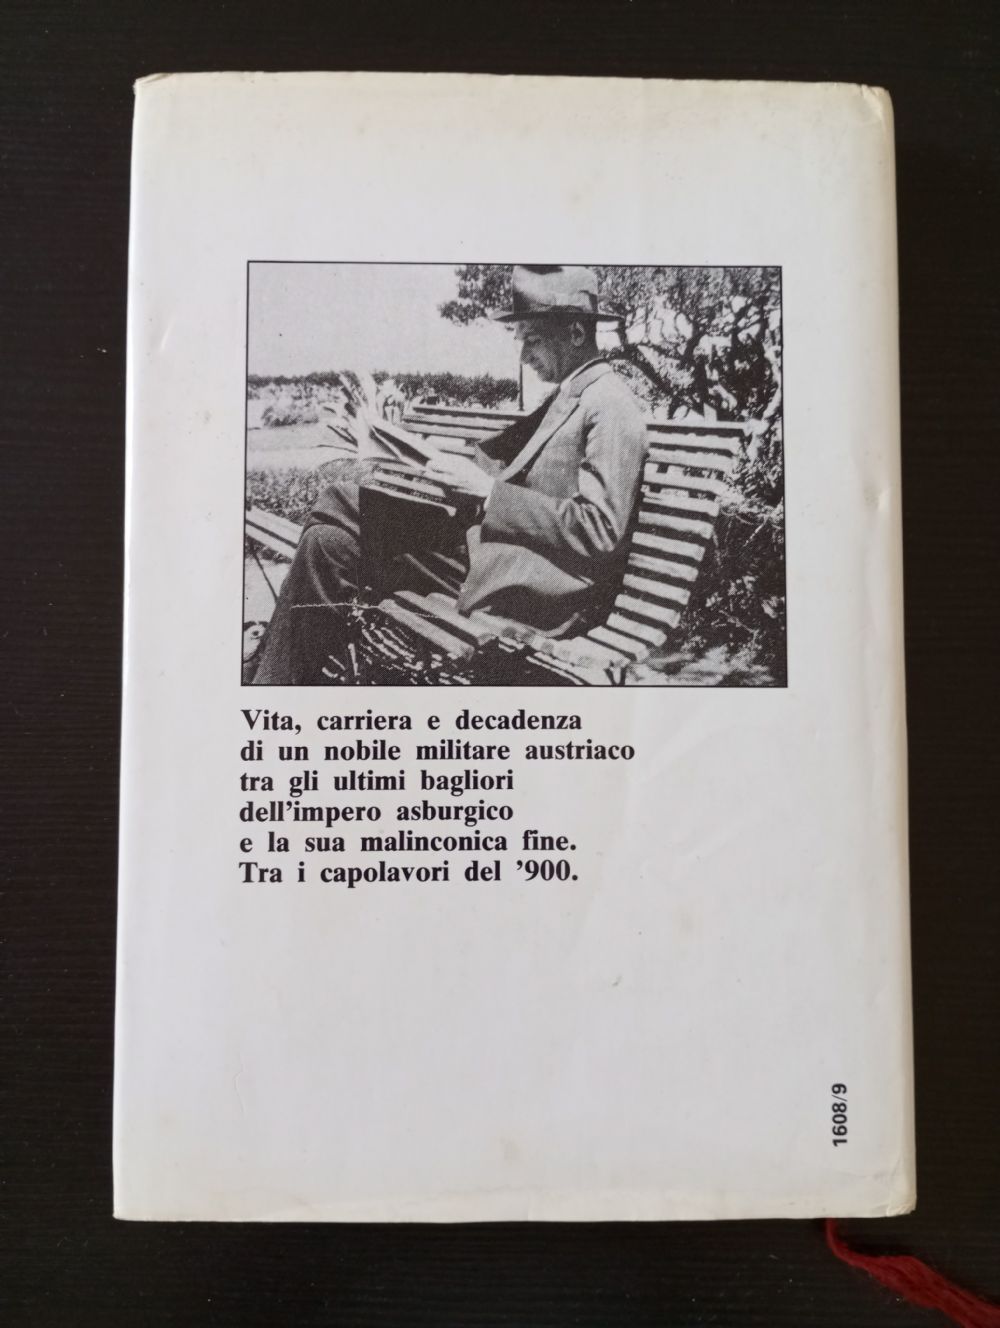 Vita, carriera e decadenza
di un nobile militare austriaco
tra gli ultimi bagliori
dell'impero asburgico
e la sua malinconica fine.
Tra i capolavori del '900.
1608/9